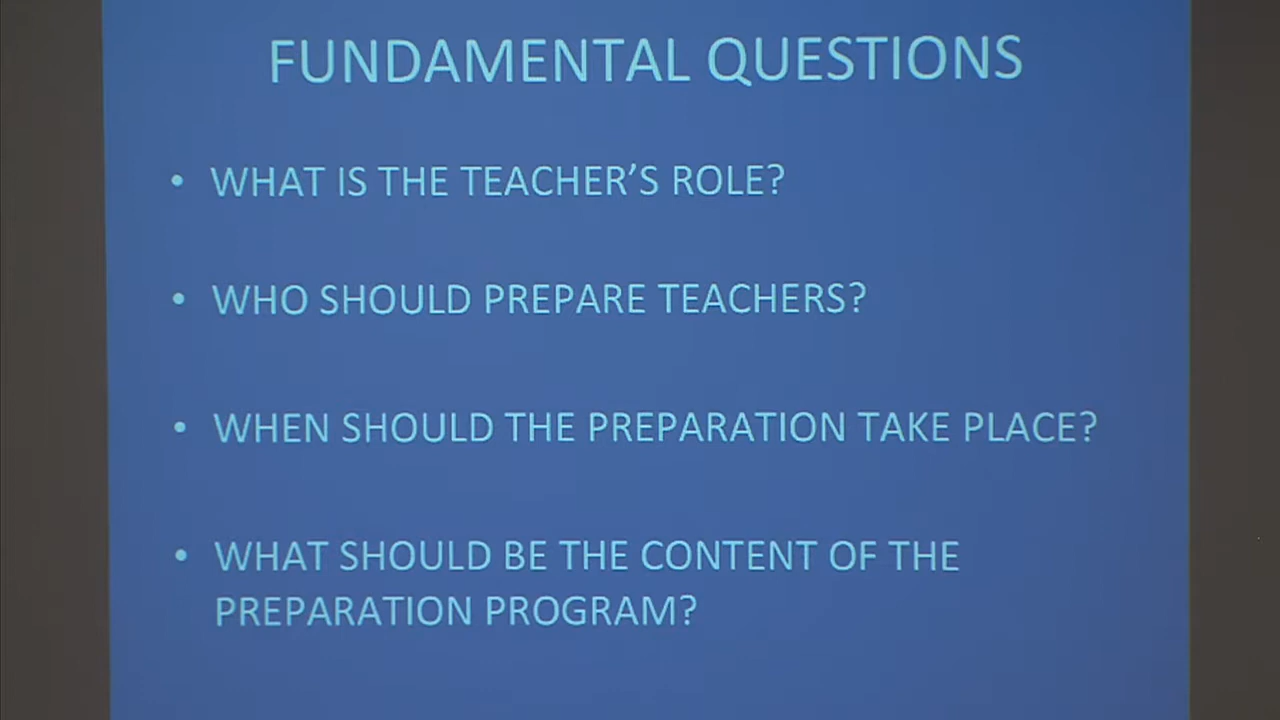 FUNDAMENTAL QUESTIONS
• WHAT IS THE TEACHER'S ROLE?
• WHO SHOULD PREPARE TEACHERS?
• WHEN SHOULD THE PREPARATION TAKE PLACE?
• WHAT SHOULD BE THE CONTENT OF THE
PREPARATION PROGRAM?